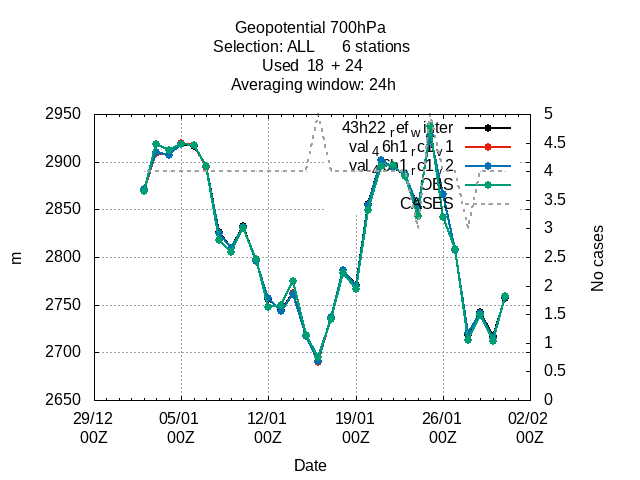 Geopotential 700hPa
Selection: ALL 6 stations
Used 18 + 24
Averaging window: 24h
2950
2900
2850
2800
2750
2700
2650
m
5
4.5
4
3.5
3
2.5
2
1.5
1
0.5
0
No cases
43h22ref_winter
val46h1rc1v1
val46h1rc1v2
OBS
CASES
29/12 05/01 12/01 19/01 26/01 02/02
00Z 00Z 00Z 00Z 00Z 00Z
Date